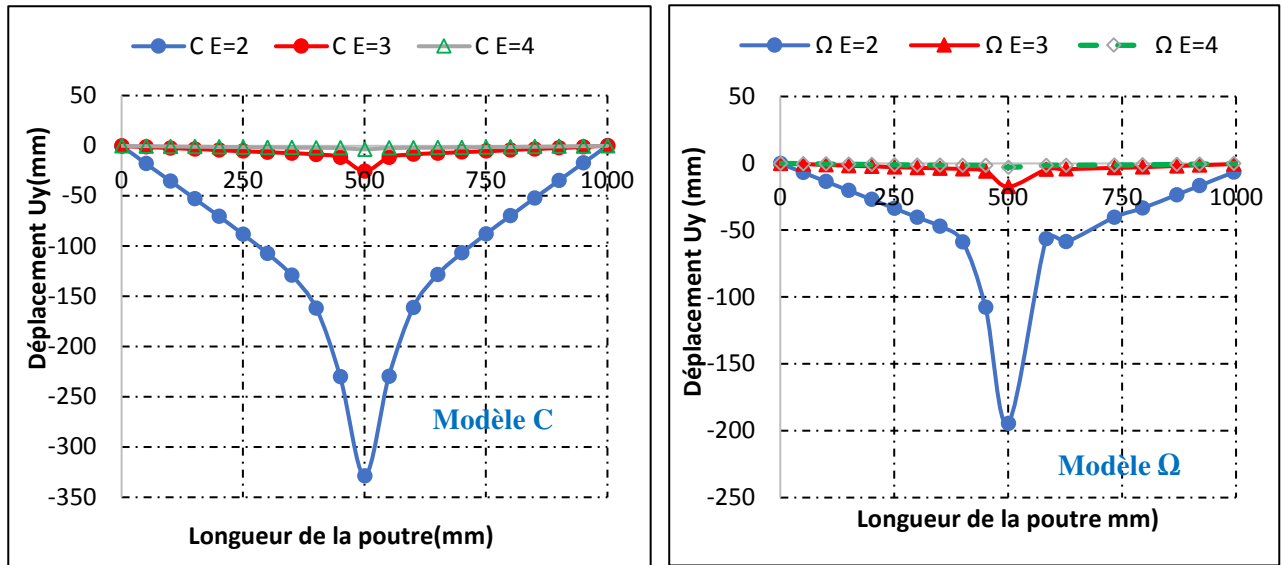 C E=2 C E=3 C E=4
50
0
-50
-100
-150
-200
-250
-300
-350
0 250 500 750 1000
Déplacement Uy(mm)
Longueur de la poutre(mm)
Modèle C
Ω E=2 Ω E=3 Ω E=4
50
0
-50
-100
-150
-200
-250
0 250 500 750 1000
Déplacement Uy (mm)
Longueur de la poutre mm)
Modèle Ω